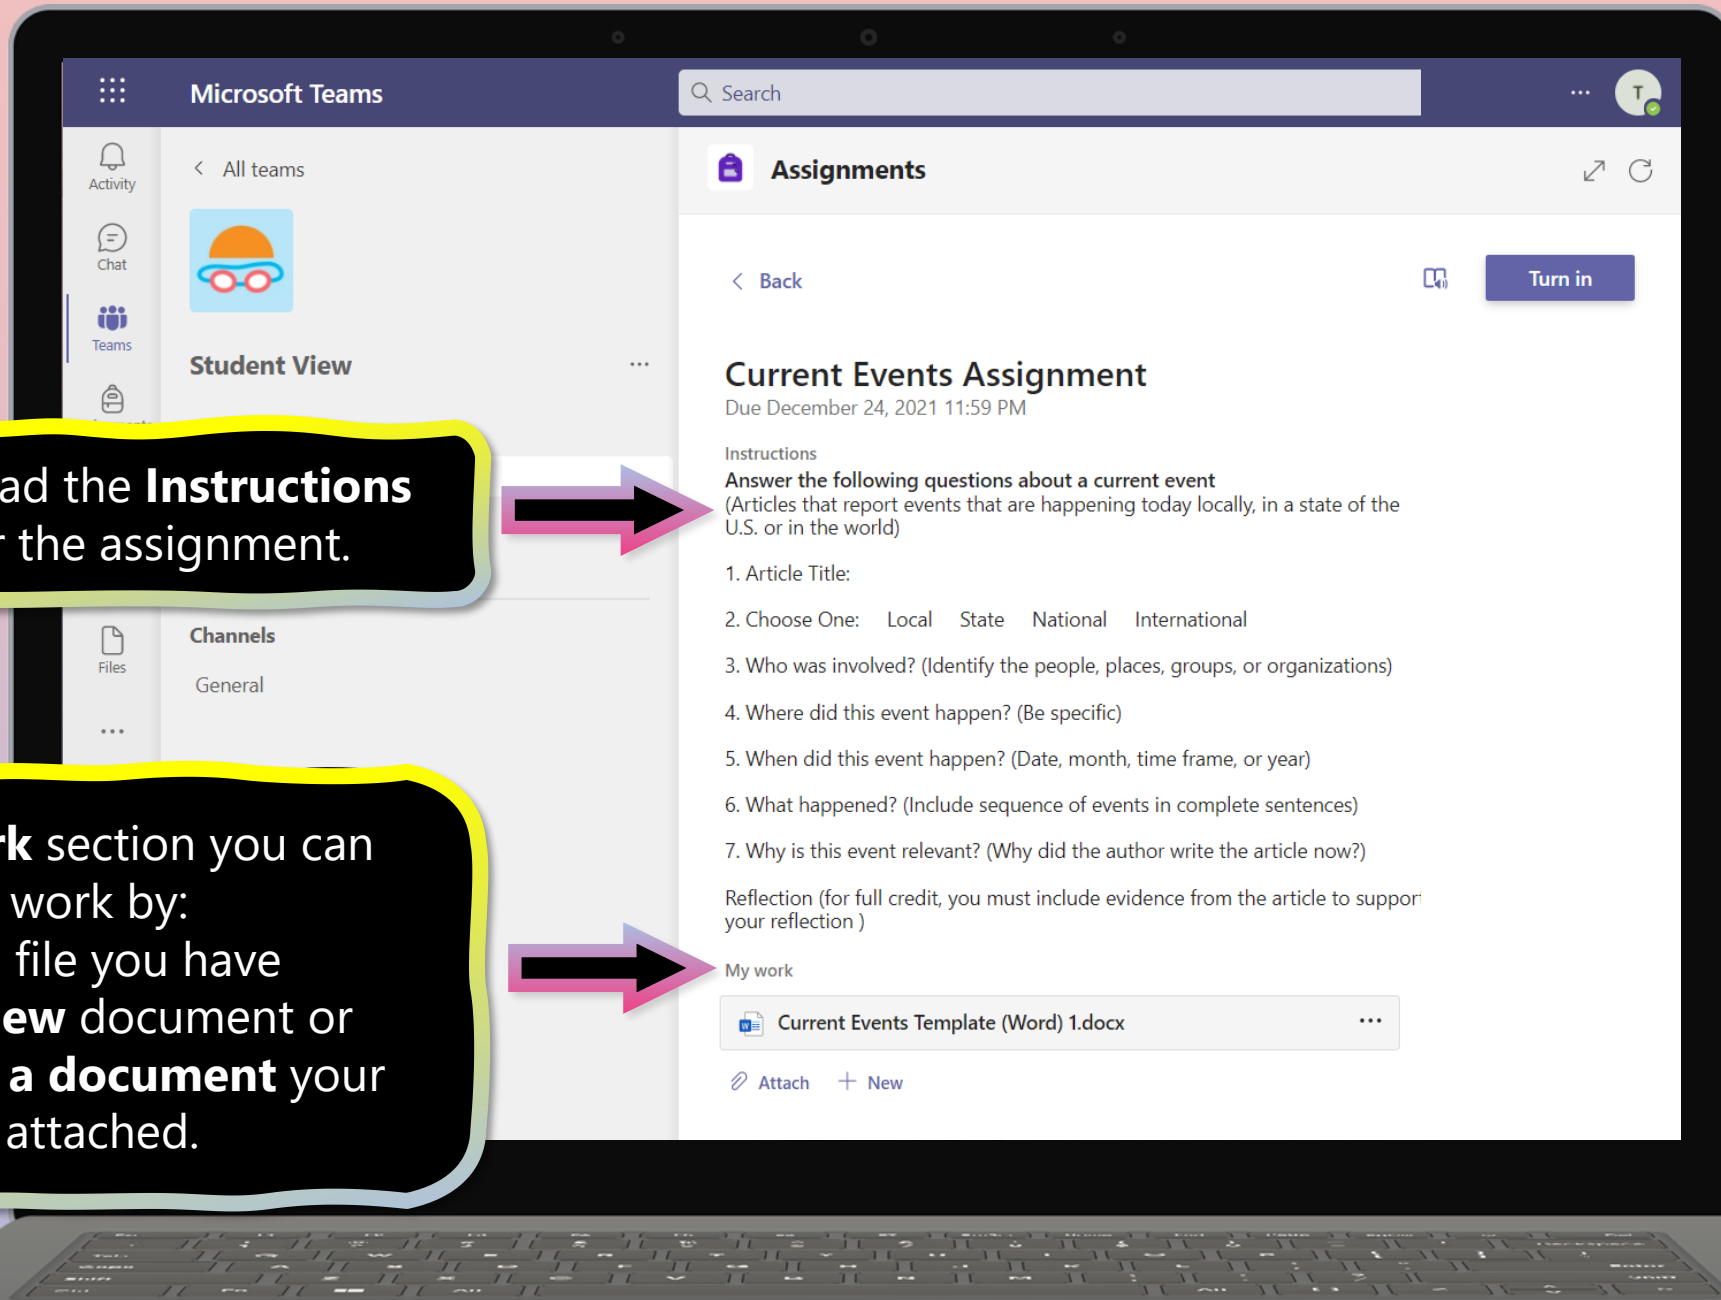 Microsoft Teams
Search
T
Activity
All teams
Assignments
Chat
Back
Turn in
Teams
Student View
Current Events Assignment
Due December 24, 2021 11:59 PM
ad the Instructions
r the assignment.
Instructions
Answer the following questions about a current event
(Articles that report events that are happening today locally, in a state of the
U.S. or in the world)
1. Article Title:
2. Choose One: Local State National International
3. Who was involved? (Identify the people, places, groups, or organizations)
4. Where did this event happen? (Be specific)
5. When did this event happen? (Date, month, time frame, or year)
6. What happened? (Include sequence of events in complete sentences)
7. Why is this event relevant? (Why did the author write the article now?)
Reflection (for full credit, you must include evidence from the article to support
your reflection )
Files
Channels
General
rk section you can
work by:
file you have
ew document or
a document your
attached.
My work
Current Events Template (Word) 1.docx
Attach
New